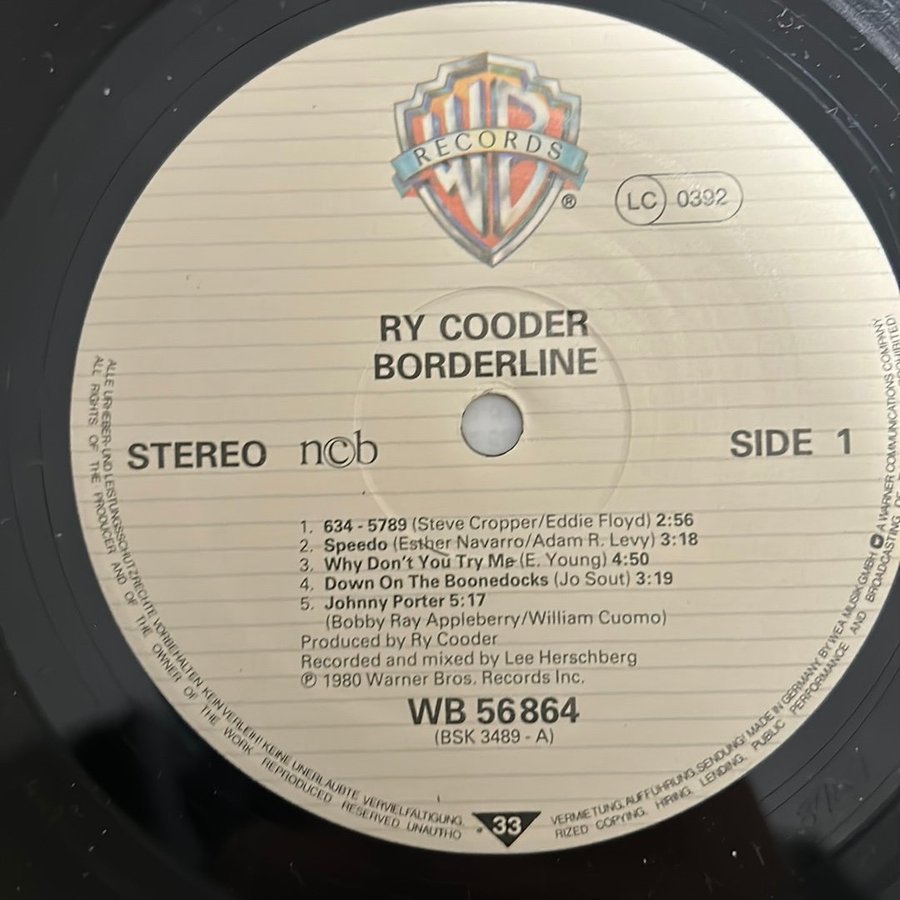 WB
RECORDS
®
LC 0392
RY COODER
BORDERLINE
STEREO n©b
SIDE 1
1. 634 - 5789 (Steve Cropper/Eddie Floyd) 2:56
2. Speedo (Esther Navarro/Adam R. Levy) 3:18
3. Why Don't You Try Me (E. Young) 4:50
4. Down On The Boonedocks (Jo Sout) 3:19
5. Johnny Porter 5:17
(Bobby Ray Appleberry/William Cuomo)
Produced by Ry Cooder
Recorded and mixed by Lee Herschberg
℗ 1980 Warner Bros. Records Inc.
WB 56 864
(BSK 3489 - A)
33
ALLE URHEBER- UND LEISTUNGSSCHUTZRECHTE VORBEHALTEN. KEIN VERLEIH! KEINE UNERLAUBTE VERVIELFÄLTIGUNG,
VERMIETUNG, AUFFÜHRUNG, SENDUNG! MADE IN GERMANY BY WEA MUSIK GMBH A WARNER COMMUNICATIONS COMPANY
ALL RIGHTS OF THE PRODUCER AND OF THE OWNER OF THE WORK REPRODUCED RESERVED UNAUTHO
RIZED COPYING, HIRING, LENDING, PUBLIC PERFORMANCE AND BROADCASTING OF PROHIBITED!